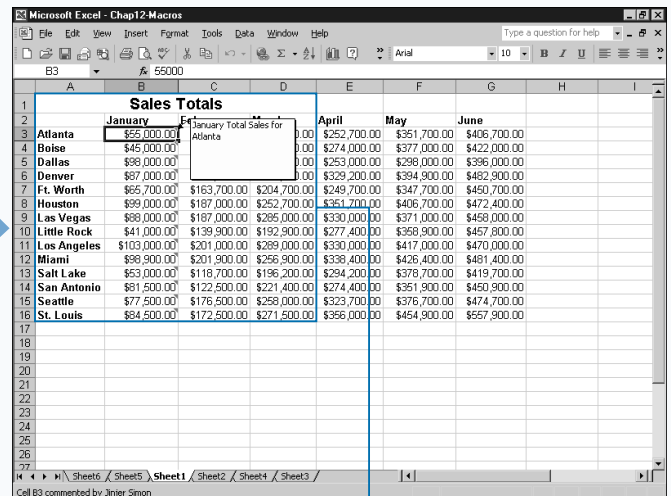 Microsoft Excel - Chap12-Macros
File Edit View Insert Format Tools Data Window Help Type a question for help
Arial 10 B I U
B3 fx 55000
A B C D E F G H I
1 Sales Totals
2 January April May June
3 Atlanta $55,000.00 $252,700.00 $351,700.00 $406,700.00
January Total Sales for
Atlanta
4 Boise $45,000.00 $274,000.00 $377,000.00 $422,000.00
5 Dallas $98,000.00 $253,000.00 $298,000.00 $396,000.00
6 Denver $87,000.00 $329,200.00 $394,900.00 $482,900.00
7 Ft. Worth $65,700.00 $163,700.00 $204,700.00 $249,700.00 $347,700.00 $450,700.00
8 Houston $99,000.00 $187,000.00 $252,700.00 $351,700.00 $406,700.00 $472,400.00
9 Las Vegas $88,000.00 $187,000.00 $285,000.00 $330,000.00 $371,000.00 $458,000.00
10 Little Rock $41,000.00 $139,900.00 $192,900.00 $277,400.00 $358,900.00 $457,800.00
11 Los Angeles $103,000.00 $201,000.00 $289,000.00 $330,000.00 $417,000.00 $470,000.00
12 Miami $98,900.00 $201,900.00 $256,900.00 $338,400.00 $426,400.00 $481,400.00
13 Salt Lake $53,000.00 $118,700.00 $196,200.00 $294,200.00 $378,700.00 $419,700.00
14 San Antonio $81,500.00 $122,500.00 $221,400.00 $274,400.00 $351,900.00 $450,900.00
15 Seattle $77,500.00 $176,500.00 $258,000.00 $323,700.00 $376,700.00 $474,700.00
16 St. Louis $84,500.00 $172,500.00 $271,500.00 $356,000.00 $454,900.00 $557,900.00
17
18
19
20
21
22
23
24
25
26
27
Sheet6 Sheet5 Sheet1 Sheet2 Sheet4 Sheet3
Cell B3 commented by Jinjer Simon